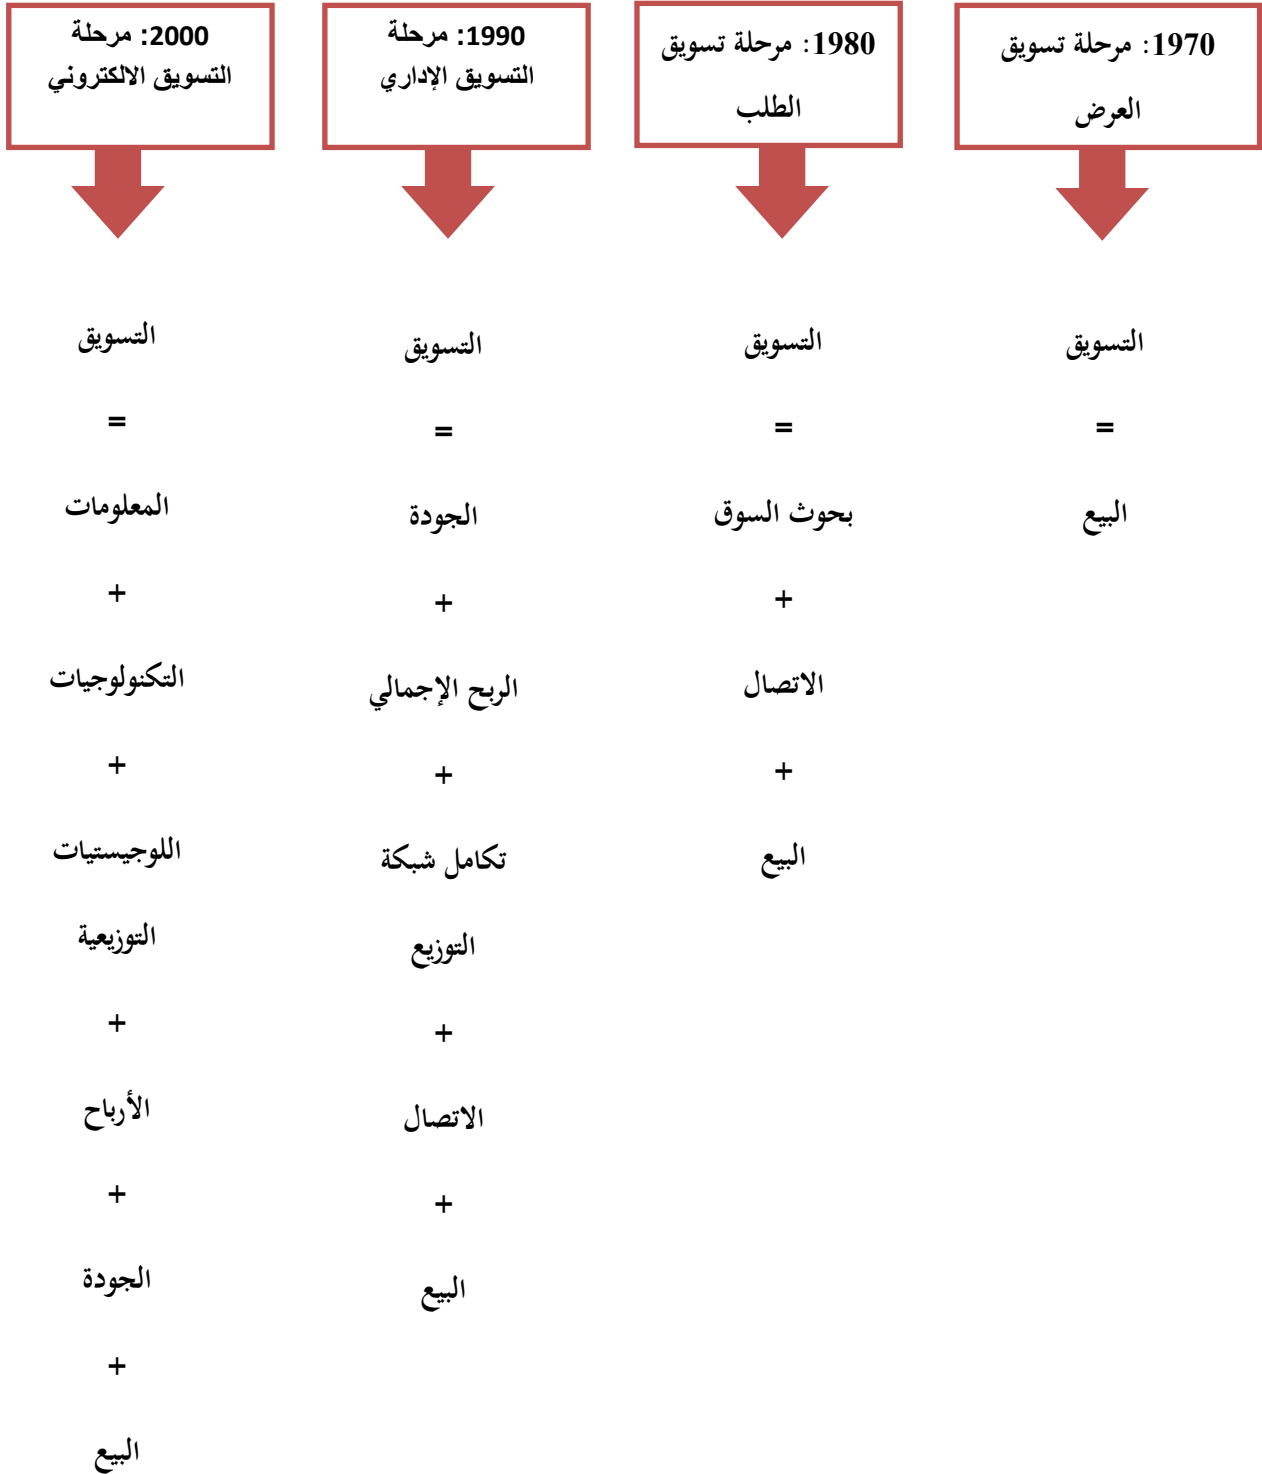 1970: مرحلة تسويق
العرض
التسويق
=
البيع
1980: مرحلة تسويق
الطلب
التسويق
=
بحوث السوق
+
الاتصال
+
البيع
1990: مرحلة
التسويق الإداري
التسويق
=
الجودة
+
الربح الإجمالي
+
تكامل شبكة
التوزيع
+
الاتصال
+
البيع
2000: مرحلة
التسويق الالكتروني
التسويق
=
المعلومات
+
التكنولوجيات
+
اللوجيستيات
التوزيعية
+
الأرباح
+
الجودة
+
البيع